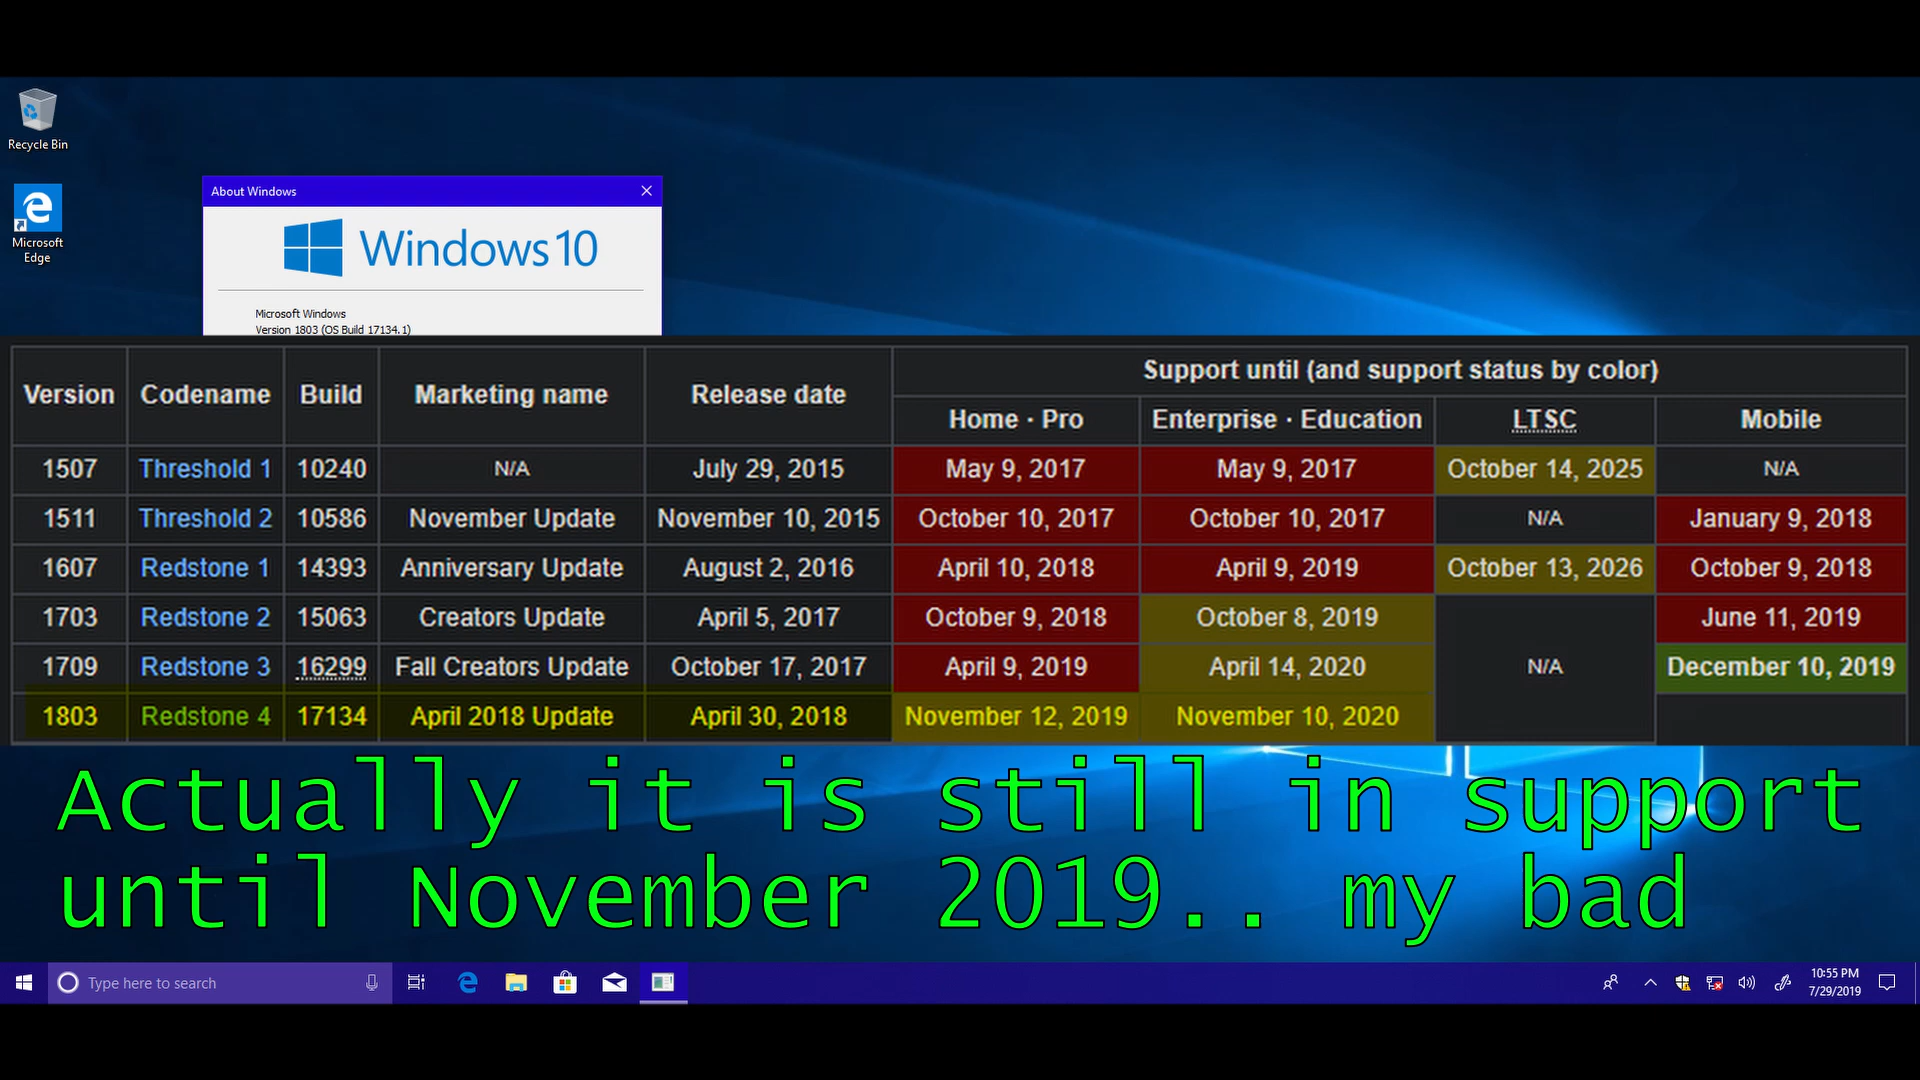 Recycle Bin
Microsoft
Edge
About Windows
Windows 10
Microsoft Windows
Version 1803 (OS Build 17134.1)
Version Codename Build Marketing name Release date Support until (and support status by color)
Home · Pro Enterprise · Education LTSC Mobile
1507 Threshold 1 10240 N/A July 29, 2015 May 9, 2017 May 9, 2017 October 14, 2025 N/A
1511 Threshold 2 10586 November Update November 10, 2015 October 10, 2017 October 10, 2017 N/A January 9, 2018
1607 Redstone 1 14393 Anniversary Update August 2, 2016 April 10, 2018 April 9, 2019 October 13, 2026 October 9, 2018
1703 Redstone 2 15063 Creators Update April 5, 2017 October 9, 2018 October 8, 2019 June 11, 2019
1709 Redstone 3 16299 Fall Creators Update October 17, 2017 April 9, 2019 April 14, 2020 N/A December 10, 2019
1803 Redstone 4 17134 April 2018 Update April 30, 2018 November 12, 2019 November 10, 2020
Actually it is still in support
until November 2019.. my bad
Type here to search
10:55 PM
7/29/2019